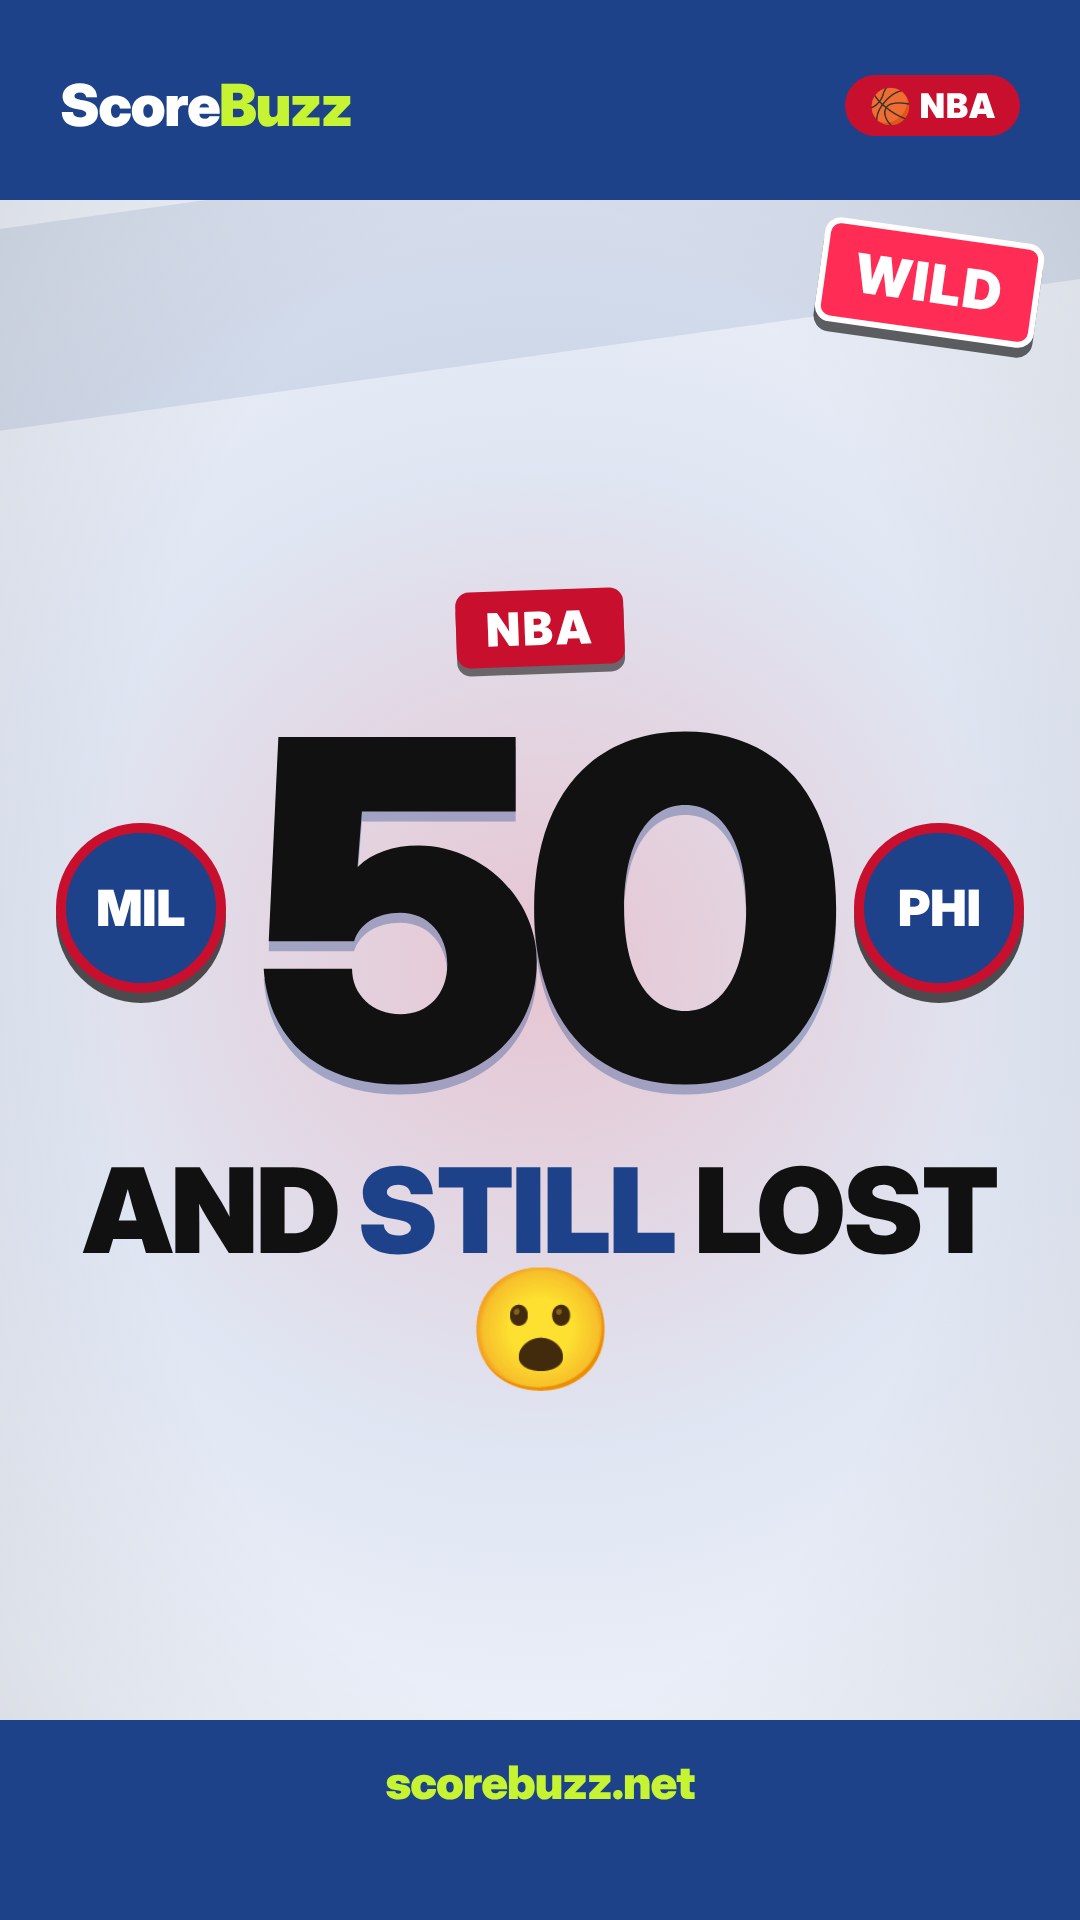 ScoreBuzz
🏀 NBA
WILD
NBA
MIL
50
PHI
AND STILL LOST
😮
scorebuzz.net